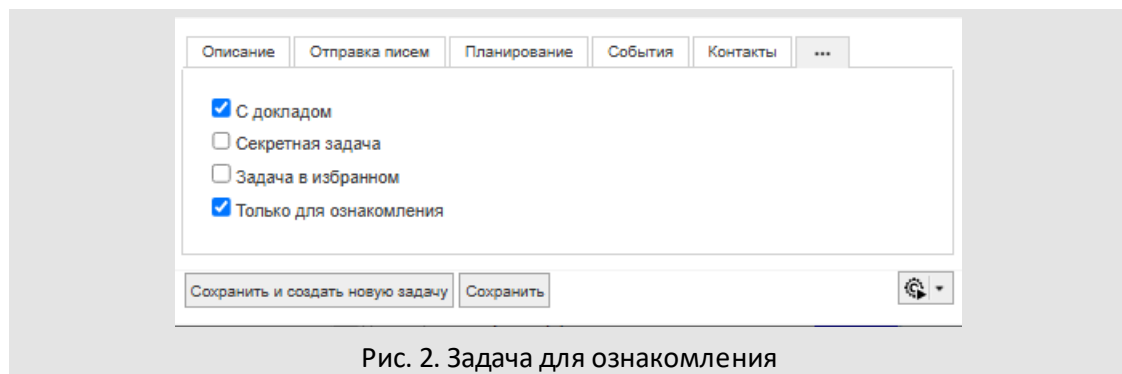 Описание Отправка писем Планирование События Контакты •••
С докладом
Секретная задача
Задача в избранном
Только для ознакомления
Сохранить и создать новую задачу Сохранить
Рис. 2. Задача для ознакомления